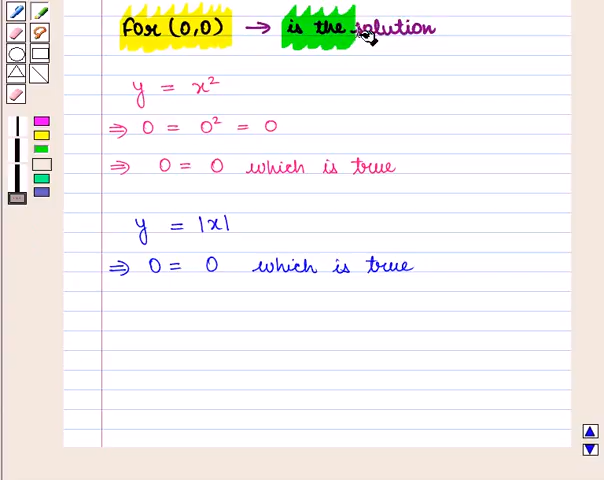 for (0,0) → is the solution
y = x²
⇒ 0 = 0² = 0
⇒ 0 = 0 which is true
y = |x|
⇒ 0 = 0 which is true